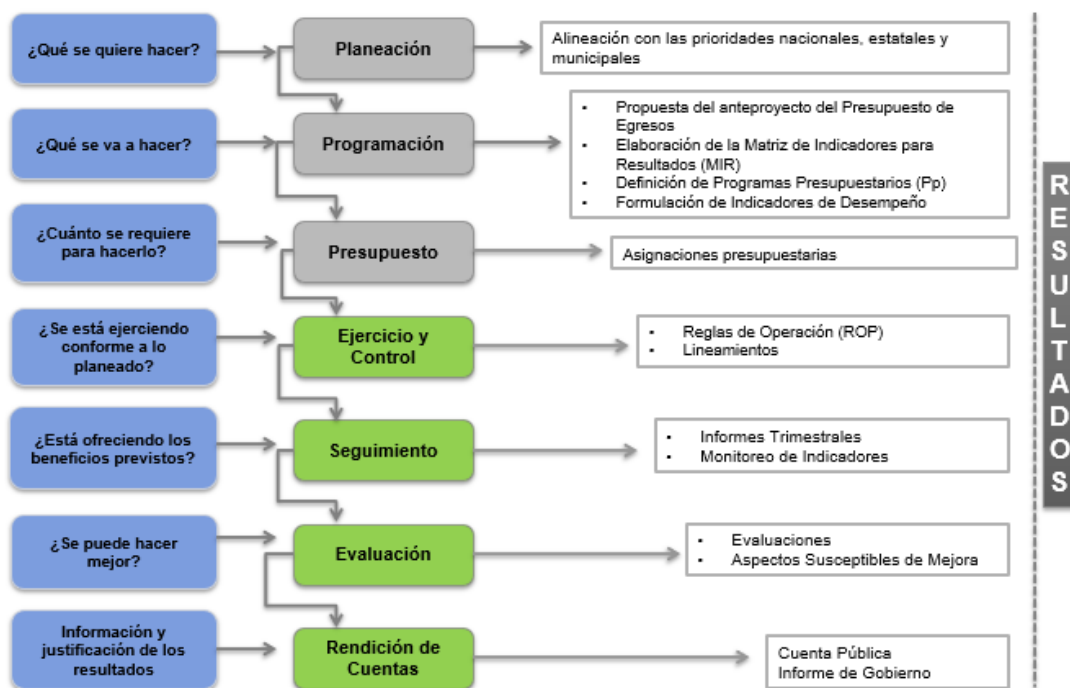 ¿Qué se quiere hacer?
Planeación
Alineación con las prioridades nacionales, estatales y
municipales
¿Qué se va a hacer?
Programación
▪ Propuesta del anteproyecto del Presupuesto de
Egresos
▪ Elaboración de la Matriz de Indicadores para
Resultados (MIR)
▪ Definición de Programas Presupuestarios (Pp)
▪ Formulación de Indicadores de Desempeño
¿Cuánto se requiere
para hacerlo?
Presupuesto
Asignaciones presupuestarias
¿Se está ejerciendo
conforme a lo
planeado?
Ejercicio y
Control
▪ Reglas de Operación (ROP)
▪ Lineamientos
¿Está ofreciendo los
beneficios previstos?
Seguimiento
▪ Informes Trimestrales
▪ Monitoreo de Indicadores
¿Se puede hacer
mejor?
Evaluación
▪ Evaluaciones
▪ Aspectos Susceptibles de Mejora
Información y
justificación de los
resultados
Rendición de
Cuentas
Cuenta Pública
Informe de Gobierno
RESULTADOS